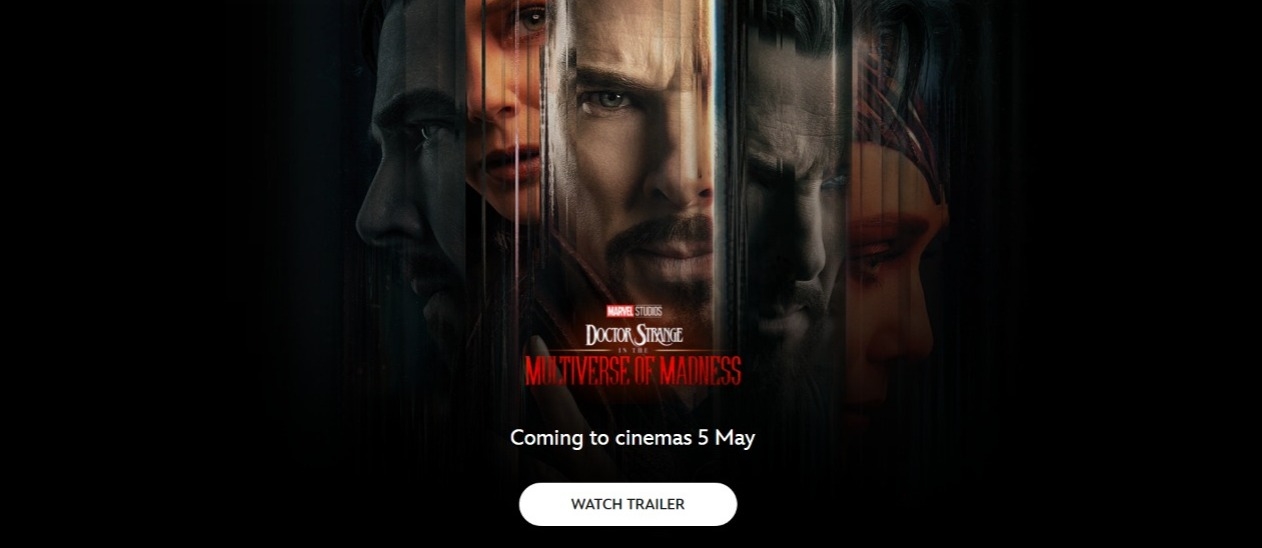 MARVEL STUDIOS
DOCTOR STRANGE
IN THE
MULTIVERSE OF MADNESS
Coming to cinemas 5 May
WATCH TRAILER